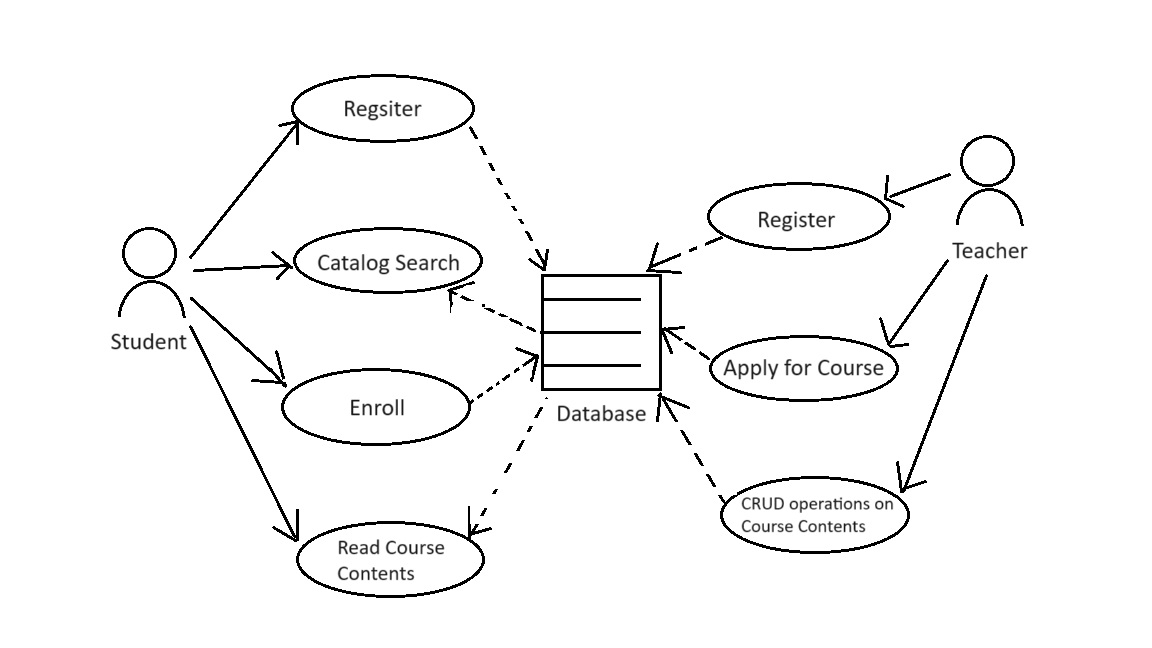 Regsiter
Register
Teacher
Catalog Search
Student
Apply for Course
Enroll
Database
CRUD operations on
Course Contents
Read Course
Contents